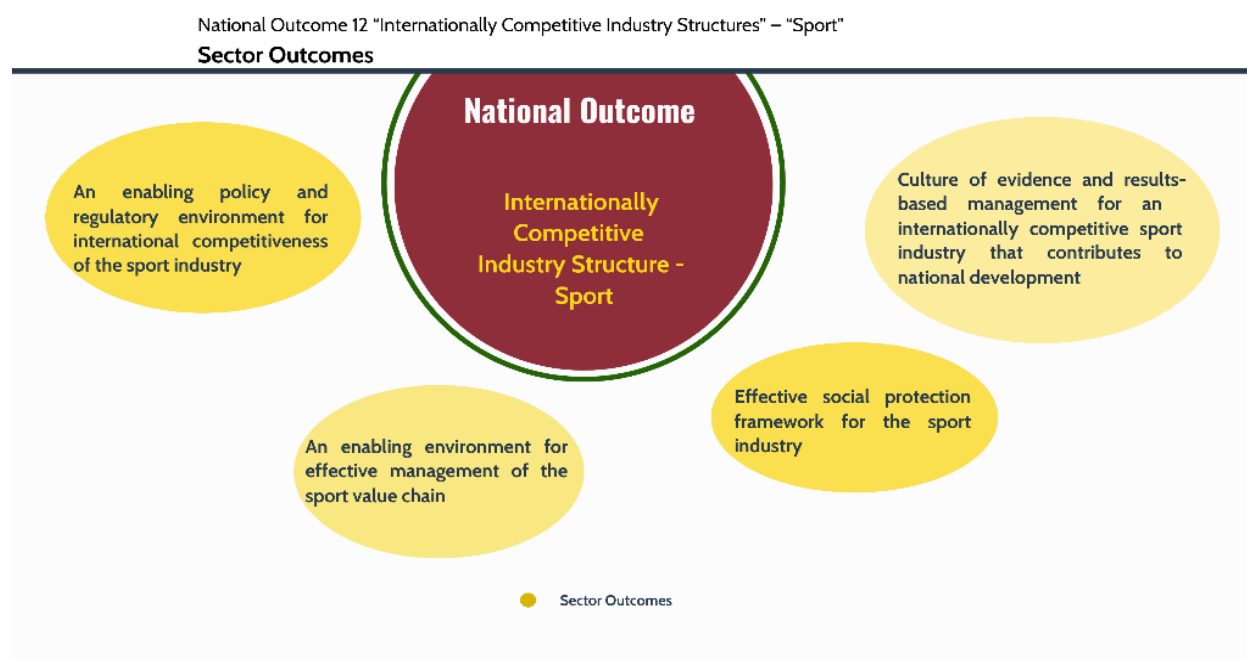 National Outcome 12 “Internationally Competitive Industry Structures” – “Sport"
Sector Outcomes
National Outcome
Internationally
Competitive
Industry Structure -
Sport
An enabling policy and
regulatory environment for
international competitiveness
of the sport industry
Culture of evidence and results-
based management for an
internationally competitive sport
industry that contributes to
national development
An enabling environment for
effective management of the
sport value chain
Effective social protection
framework for the sport
industry
Sector Outcomes